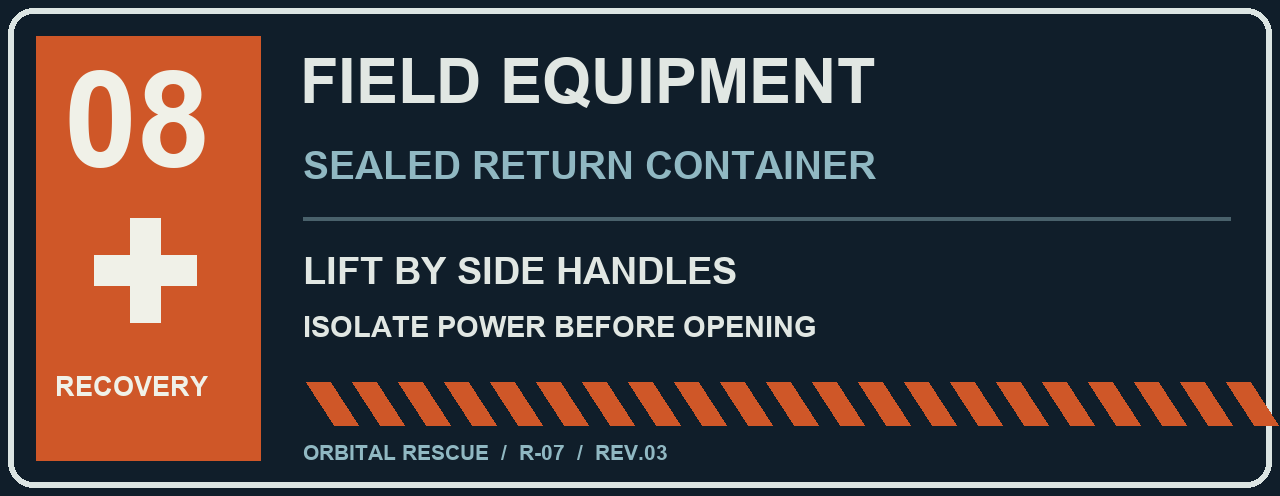 08
RECOVERY
FIELD EQUIPMENT
SEALED RETURN CONTAINER
LIFT BY SIDE HANDLES
ISOLATE POWER BEFORE OPENING
ORBITAL RESCUE / R-07 / REV.03